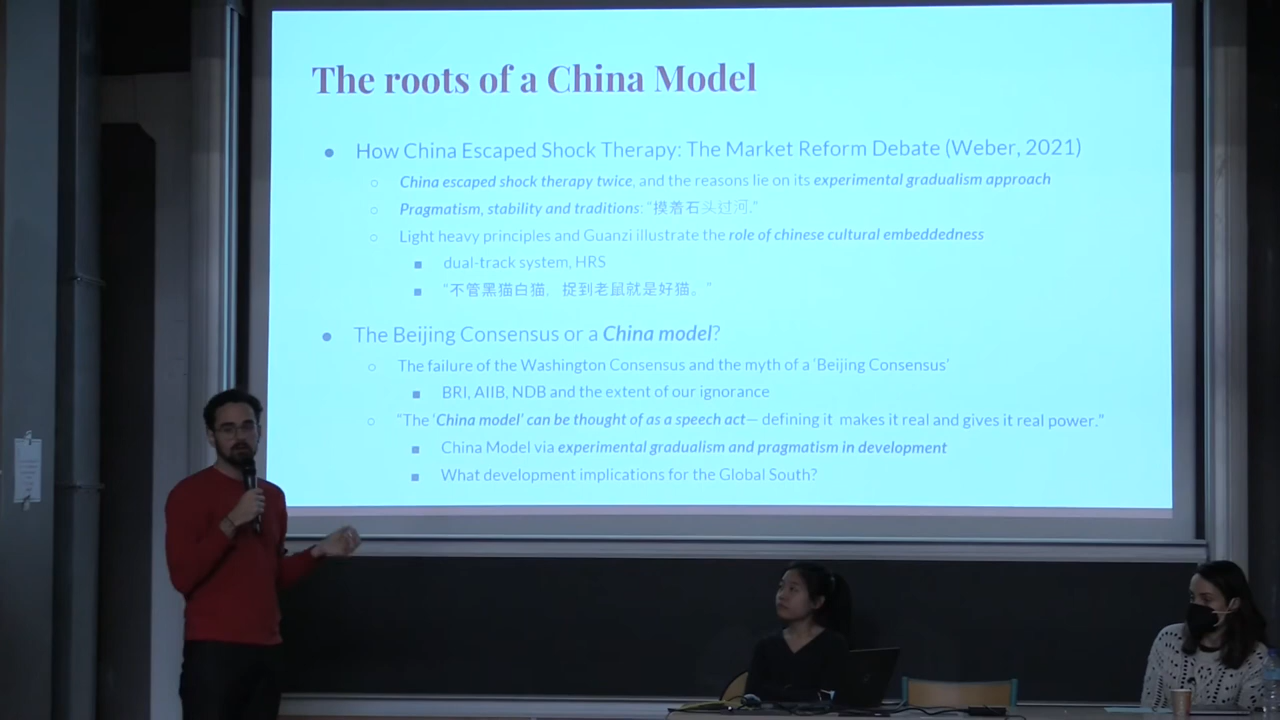 The roots of a China Model
● How China Escaped Shock Therapy: The Market Reform Debate (Weber, 2021)
○ China escaped shock therapy twice, and the reasons lie on its experimental gradualism approach
○ Pragmatism, stability and traditions: “摸着石头过河.”
○ Light heavy principles and Guanzi illustrate the role of chinese cultural embeddedness
■ dual-track system, HRS
■ “不管黑猫白猫，捉到老鼠就是好猫。”
● The Beijing Consensus or a China model?
○ The failure of the Washington Consensus and the myth of a ‘Beijing Consensus’
■ BRI, AIIB, NDB and the extent of our ignorance
○ “The ‘China model’ can be thought of as a speech act— defining it makes it real and gives it real power.”
■ China Model via experimental gradualism and pragmatism in development
■ What development implications for the Global South?